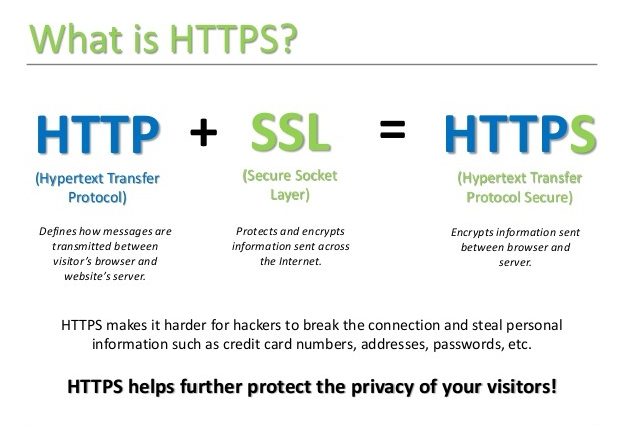 What is HTTPS?
HTTP + SSL = HTTPS
(Hypertext Transfer
Protocol)
(Secure Socket
Layer)
(Hypertext Transfer
Protocol Secure)
Defines how messages are
transmitted between
visitor's browser and
website's server.
Protects and encrypts
information sent across
the Internet.
Encrypts information sent
between browser and
server.
HTTPS makes it harder for hackers to break the connection and steal personal
information such as credit card numbers, addresses, passwords, etc.
HTTPS helps further protect the privacy of your visitors!